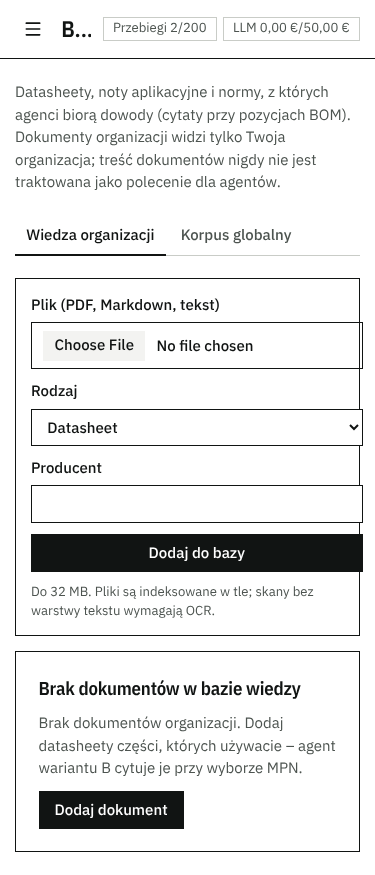 B...
Przebiegi 2/200
LLM 0,00 €/50,00 €
Datasheety, noty aplikacyjne i normy, z których
agenci biorą dowody (cytaty przy pozycjach BOM).
Dokumenty organizacji widzi tylko Twoja
organizacja; treść dokumentów nigdy nie jest
traktowana jako polecenie dla agentów.
Wiedza organizacji
Korpus globalny
Plik (PDF, Markdown, tekst)
Choose File No file chosen
Rodzaj
Datasheet
Producent
Dodaj do bazy
Do 32 MB. Pliki są indeksowane w tle; skany bez
warstwy tekstu wymagają OCR.
Brak dokumentów w bazie wiedzy
Brak dokumentów organizacji. Dodaj
datasheety części, których używacie – agent
wariantu B cytuje je przy wyborze MPN.
Dodaj dokument